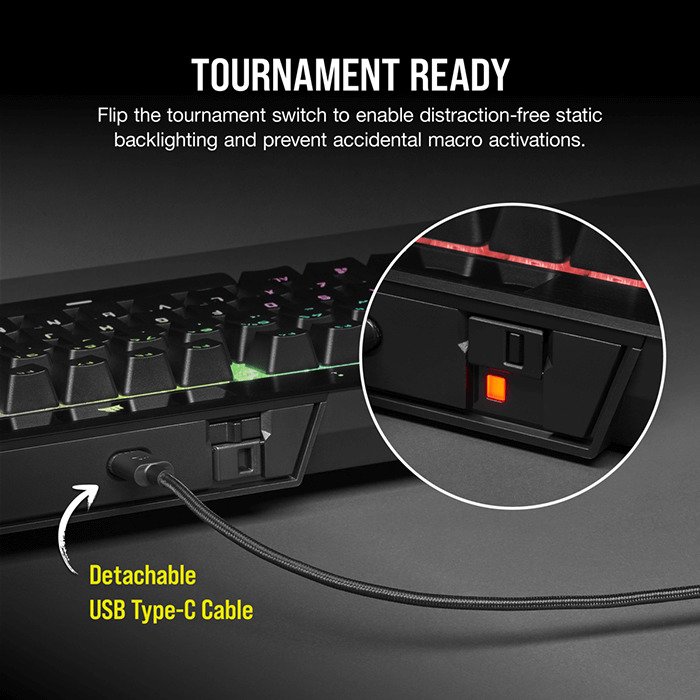 TOURNAMENT READY
Flip the tournament switch to enable distraction-free static
backlighting and prevent accidental macro activations.
Detachable
USB Type-C Cable